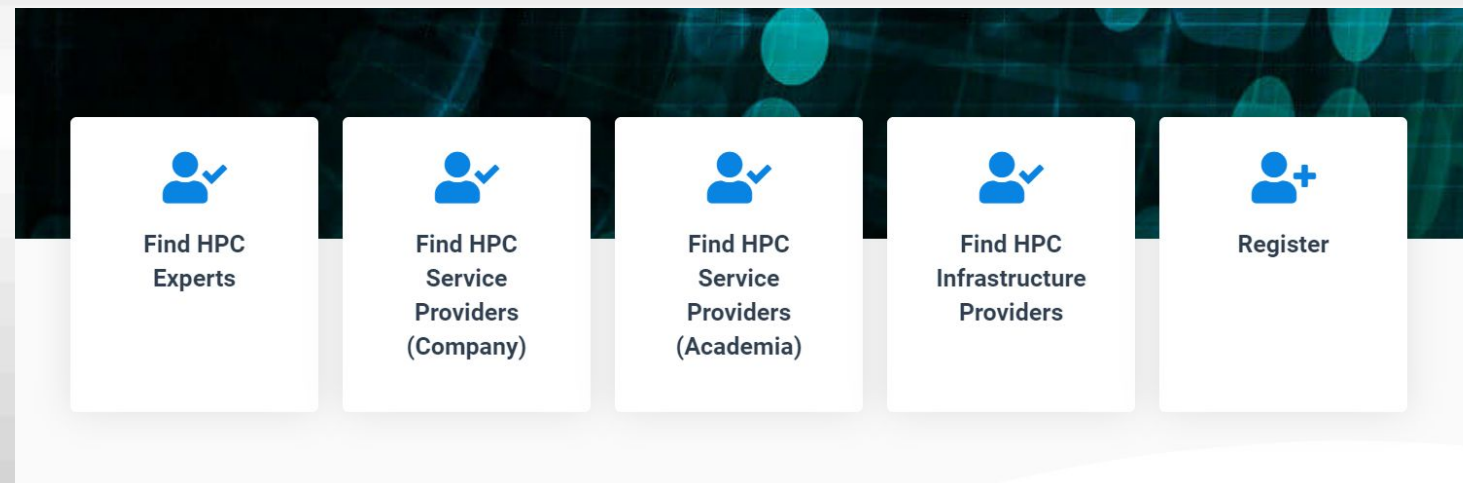 Find HPC
Experts
Find HPC
Service
Providers
(Company)
Find HPC
Service
Providers
(Academia)
Find HPC
Infrastructure
Providers
Register